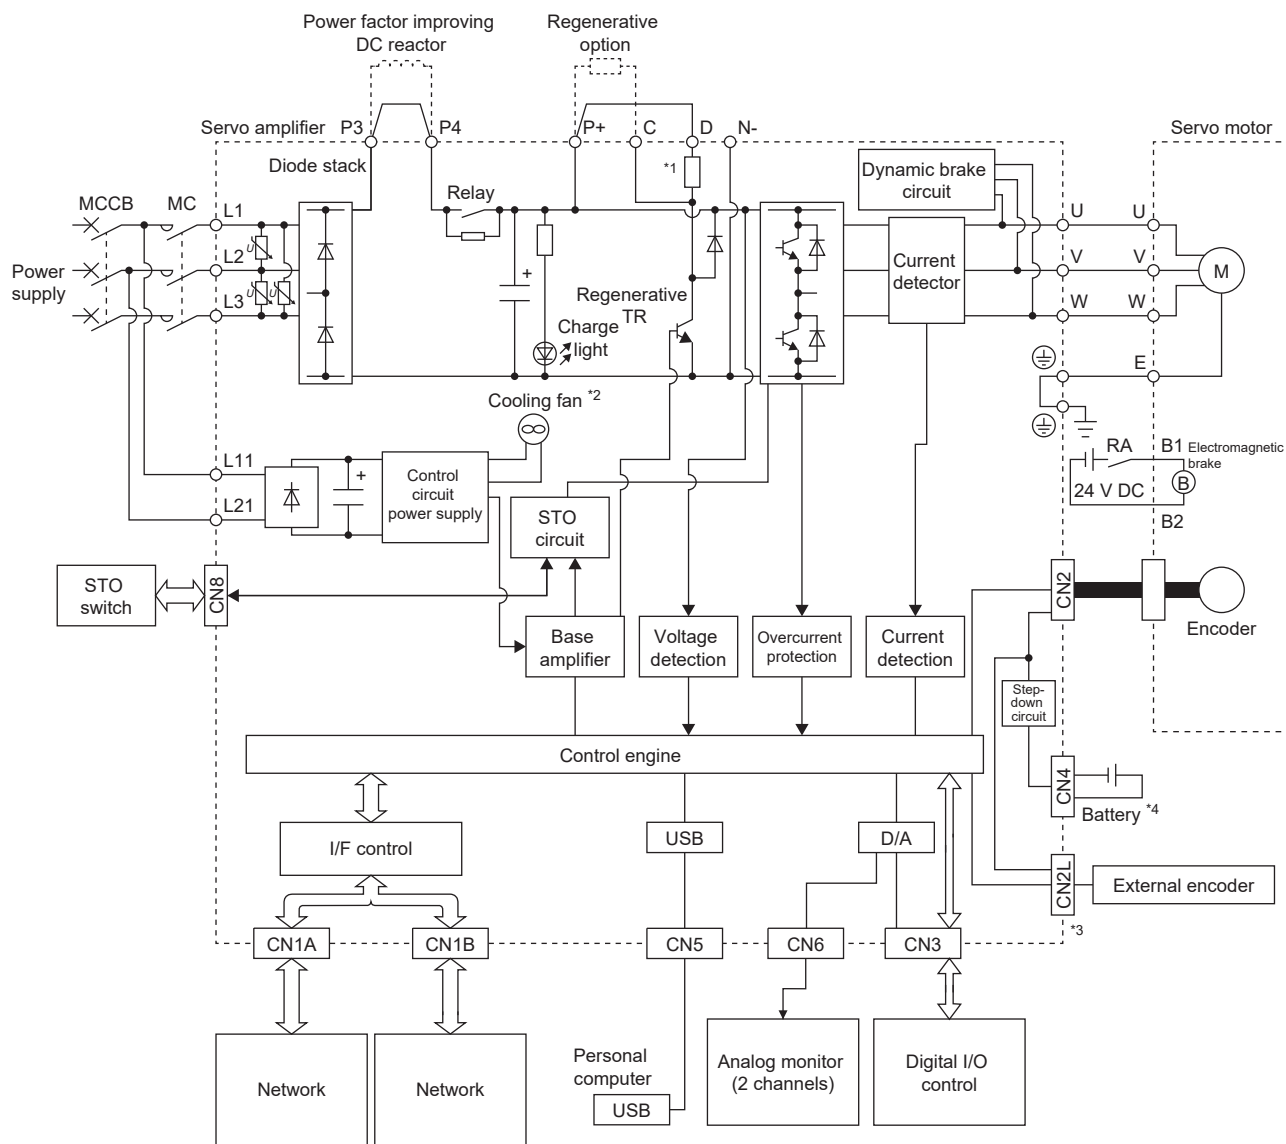 Power factor improving
DC reactor
Regenerative
option
Servo amplifier
P3
P4
P+
C
D
N-
Servo motor
Diode stack
*1
Dynamic brake
circuit
MCCB
MC
L1
Relay
U
U
Power
supply
U
L2
+
Current
detector
V
V
M
U
U
L3
Regenerative
TR
W
W
Charge
light
E
Cooling fan *2
L11
+
Control
circuit
power supply
RA
B1
Electromagnetic
brake
24 V DC
B
B2
L21
STO
circuit
STO
switch
CN8
CN2
Encoder
Base
amplifier
Voltage
detection
Overcurrent
protection
Current
detection
Step-
down
circuit
Control engine
CN4
Battery *4
I/F control
USB
D/A
CN2L
External encoder
*3
CN1A
CN1B
CN5
CN6
CN3
Network
Network
Personal
computer
USB
Analog monitor
(2 channels)
Digital I/O
control